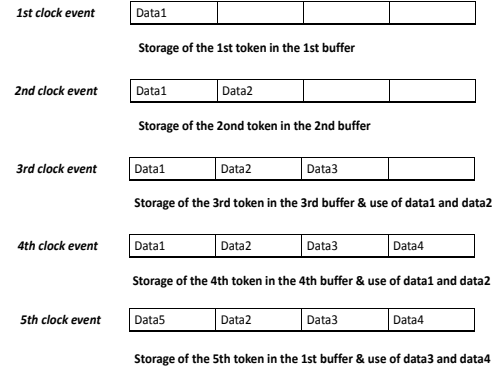 1st clock event Data1
Storage of the 1st token in the 1st buffer
2nd clock event Data1 Data2
Storage of the 2ond token in the 2nd buffer
3rd clock event Data1 Data2 Data3
Storage of the 3rd token in the 3rd buffer & use of data1 and data2
4th clock event Data1 Data2 Data3 Data4
Storage of the 4th token in the 4th buffer & use of data1 and data2
5th clock event Data5 Data2 Data3 Data4
Storage of the 5th token in the 1st buffer & use of data3 and data4